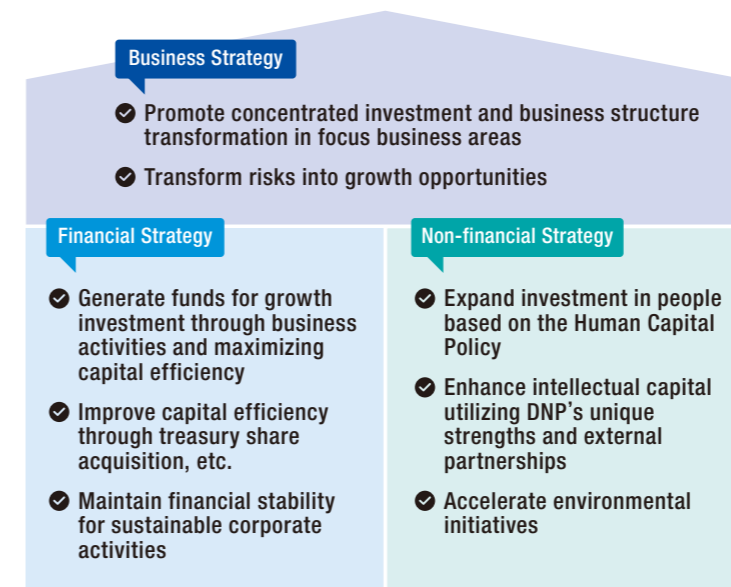 Business Strategy
Promote concentrated investment and business structure
transformation in focus business areas
Transform risks into growth opportunities
Financial Strategy
Generate funds for growth
investment through business
activities and maximizing
capital efficiency
Improve capital efficiency
through treasury share
acquisition, etc.
Maintain financial stability
for sustainable corporate
activities
Non-financial Strategy
Expand investment in people
based on the Human Capital
Policy
Enhance intellectual capital
utilizing DNP's unique
strengths and external
partnerships
Accelerate environmental
initiatives